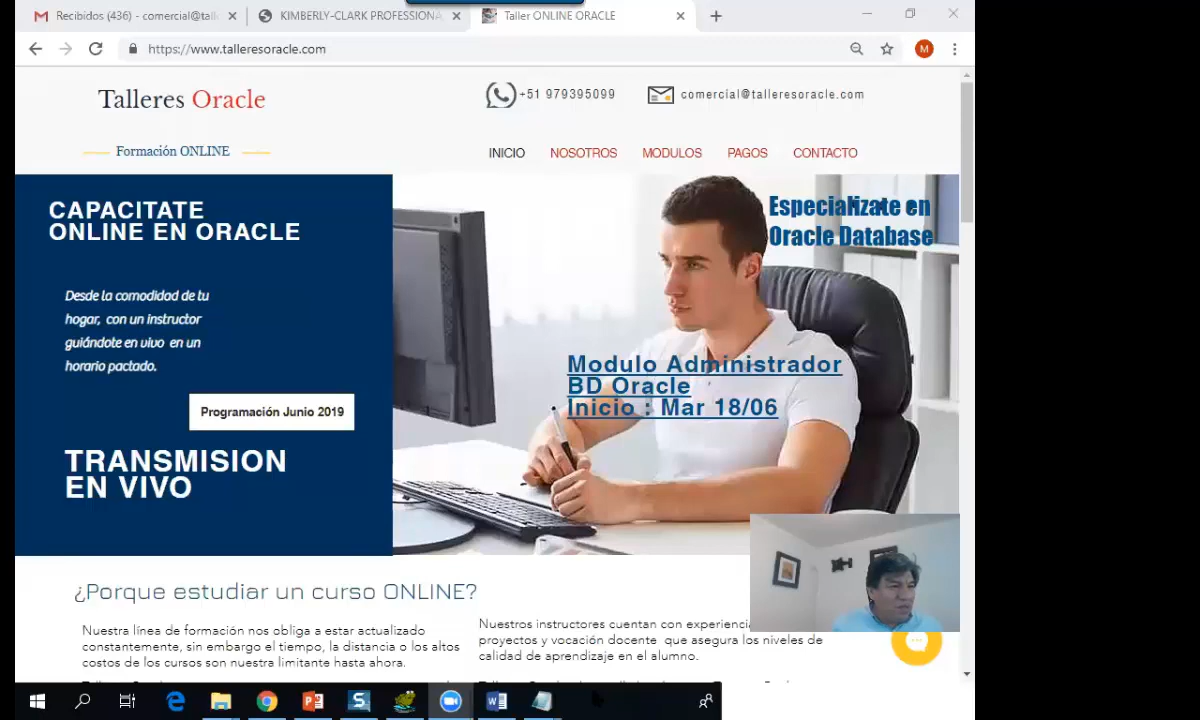 Recibidos (436) - comercial@tall
KIMBERLY-CLARK PROFESSIONA
Taller ONLINE ORACLE
https://www.talleresoracle.com
M
Talleres Oracle
+51 979395099
comercial@talleresoracle.com
Formación ONLINE
INICIO
NOSOTROS
MODULOS
PAGOS
CONTACTO
CAPACITATE
ONLINE EN ORACLE
Desde la comodidad de tu
hogar, con un instructor
guiándote en vivo en un
horario pactado.
Programación Junio 2019
TRANSMISION
EN VIVO
Especialízate en
Oracle Database
Modulo Administrador
BD Oracle
Inicio : Mar 18/06
¿Porque estudiar un curso ONLINE?
Nuestra línea de formación nos obliga a estar actualizado
constantemente, sin embargo el tiempo, la distancia o los altos
costos de los cursos son nuestra limitante hasta ahora.
Nuestros instructores cuentan con experiencia
proyectos y vocación docente que asegura los niveles de
calidad de aprendizaje en el alumno.